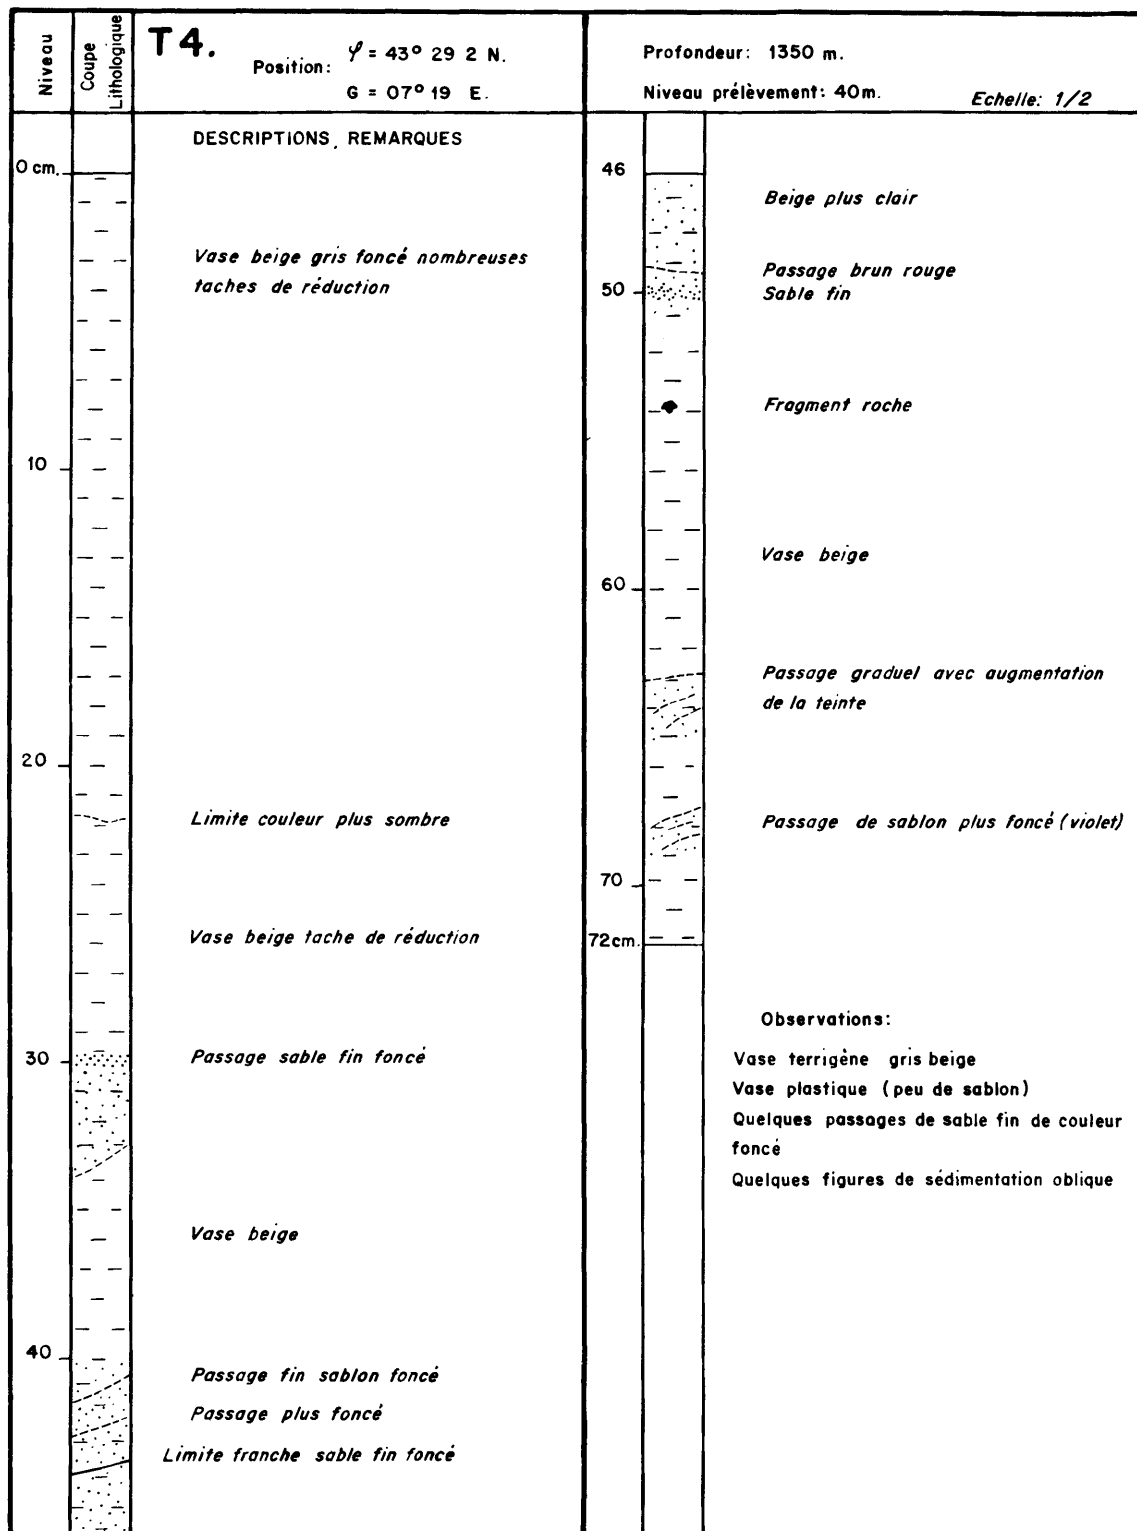 Niveau
Coupe
Lithologique
T4.
Position:
φ = 43° 29 2 N.
G = 07° 19 E.
Profondeur: 1350 m.
Niveau prélèvement: 40m.
Echelle: 1/2
DESCRIPTIONS, REMARQUES
0 cm.
Vase beige gris foncé nombreuses
taches de réduction
10
20
Limite couleur plus sombre
Vase beige tache de réduction
30
Passage sable fin foncé
Vase beige
40
Passage fin sablon foncé
Passage plus foncé
Limite franche sable fin foncé
46
Beige plus clair
Passage brun rouge
50
Sable fin
Fragment roche
Vase beige
60
Passage graduel avec augmentation
de la teinte
Passage de sablon plus foncé (violet)
70
72cm.
Observations:
Vase terrigène gris beige
Vase plastique (peu de sablon)
Quelques passages de sable fin de couleur
foncé
Quelques figures de sédimentation oblique